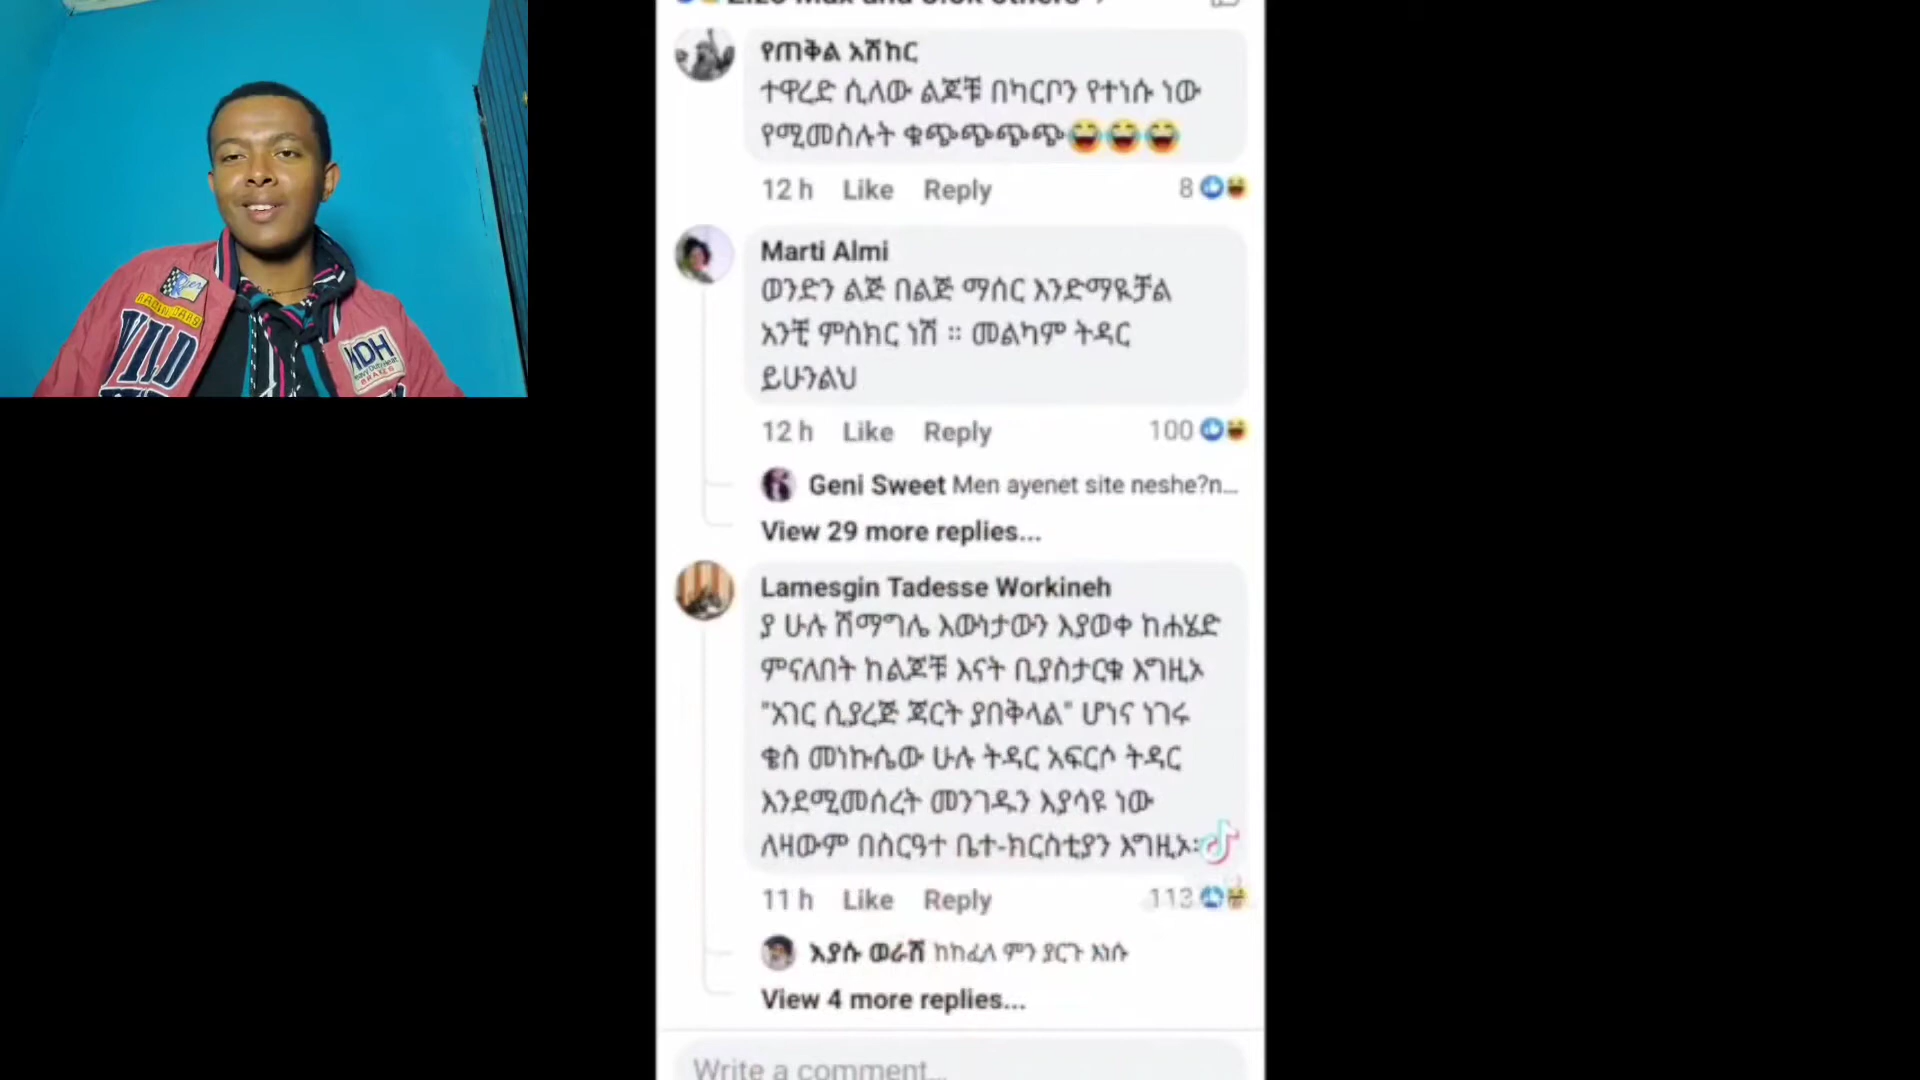 የጠቅል አሽከር
ተዋረድ ሲለው ልጆቹ በካርቦን የተነሱ ነው
የሚመስሉት ቁጭጭጭጭ😂😂😂
12 h Like Reply 8
Marti Almi
ወንድን ልጅ በልጅ ማሰር እንድማዪቻል
አንቺ ምስክር ነሽ ። መልካም ትዳር
ይሁንልህ
12 h Like Reply 100
Geni Sweet Men ayenet site neshe?n...
View 29 more replies...
Lamesgin Tadesse Workineh
ያ ሁሉ ሽማግሌ እውነታውን እያወቀ ከሐሄድ
ምናለበት ከልጆቹ እናት ቢያስታርቁ እግዚኦ
"አገር ሲያረጅ ጃርት ያበቅላል" ሆነና ነገሩ
ቄስ መነኩሴው ሁሉ ትዳር አፍርሶ ትዳር
እንደሚመሰረት መንገዱን እያሳዩ ነው
ለዛውም በስርዓተ ቤተ-ክርስቲያን እግዚኦ፡
11 h Like Reply 113
እያሱ ወራሽ ከከፈለ ምን ያርጉ እነሱ
View 4 more replies...
Write a comment...
WILD
MDH